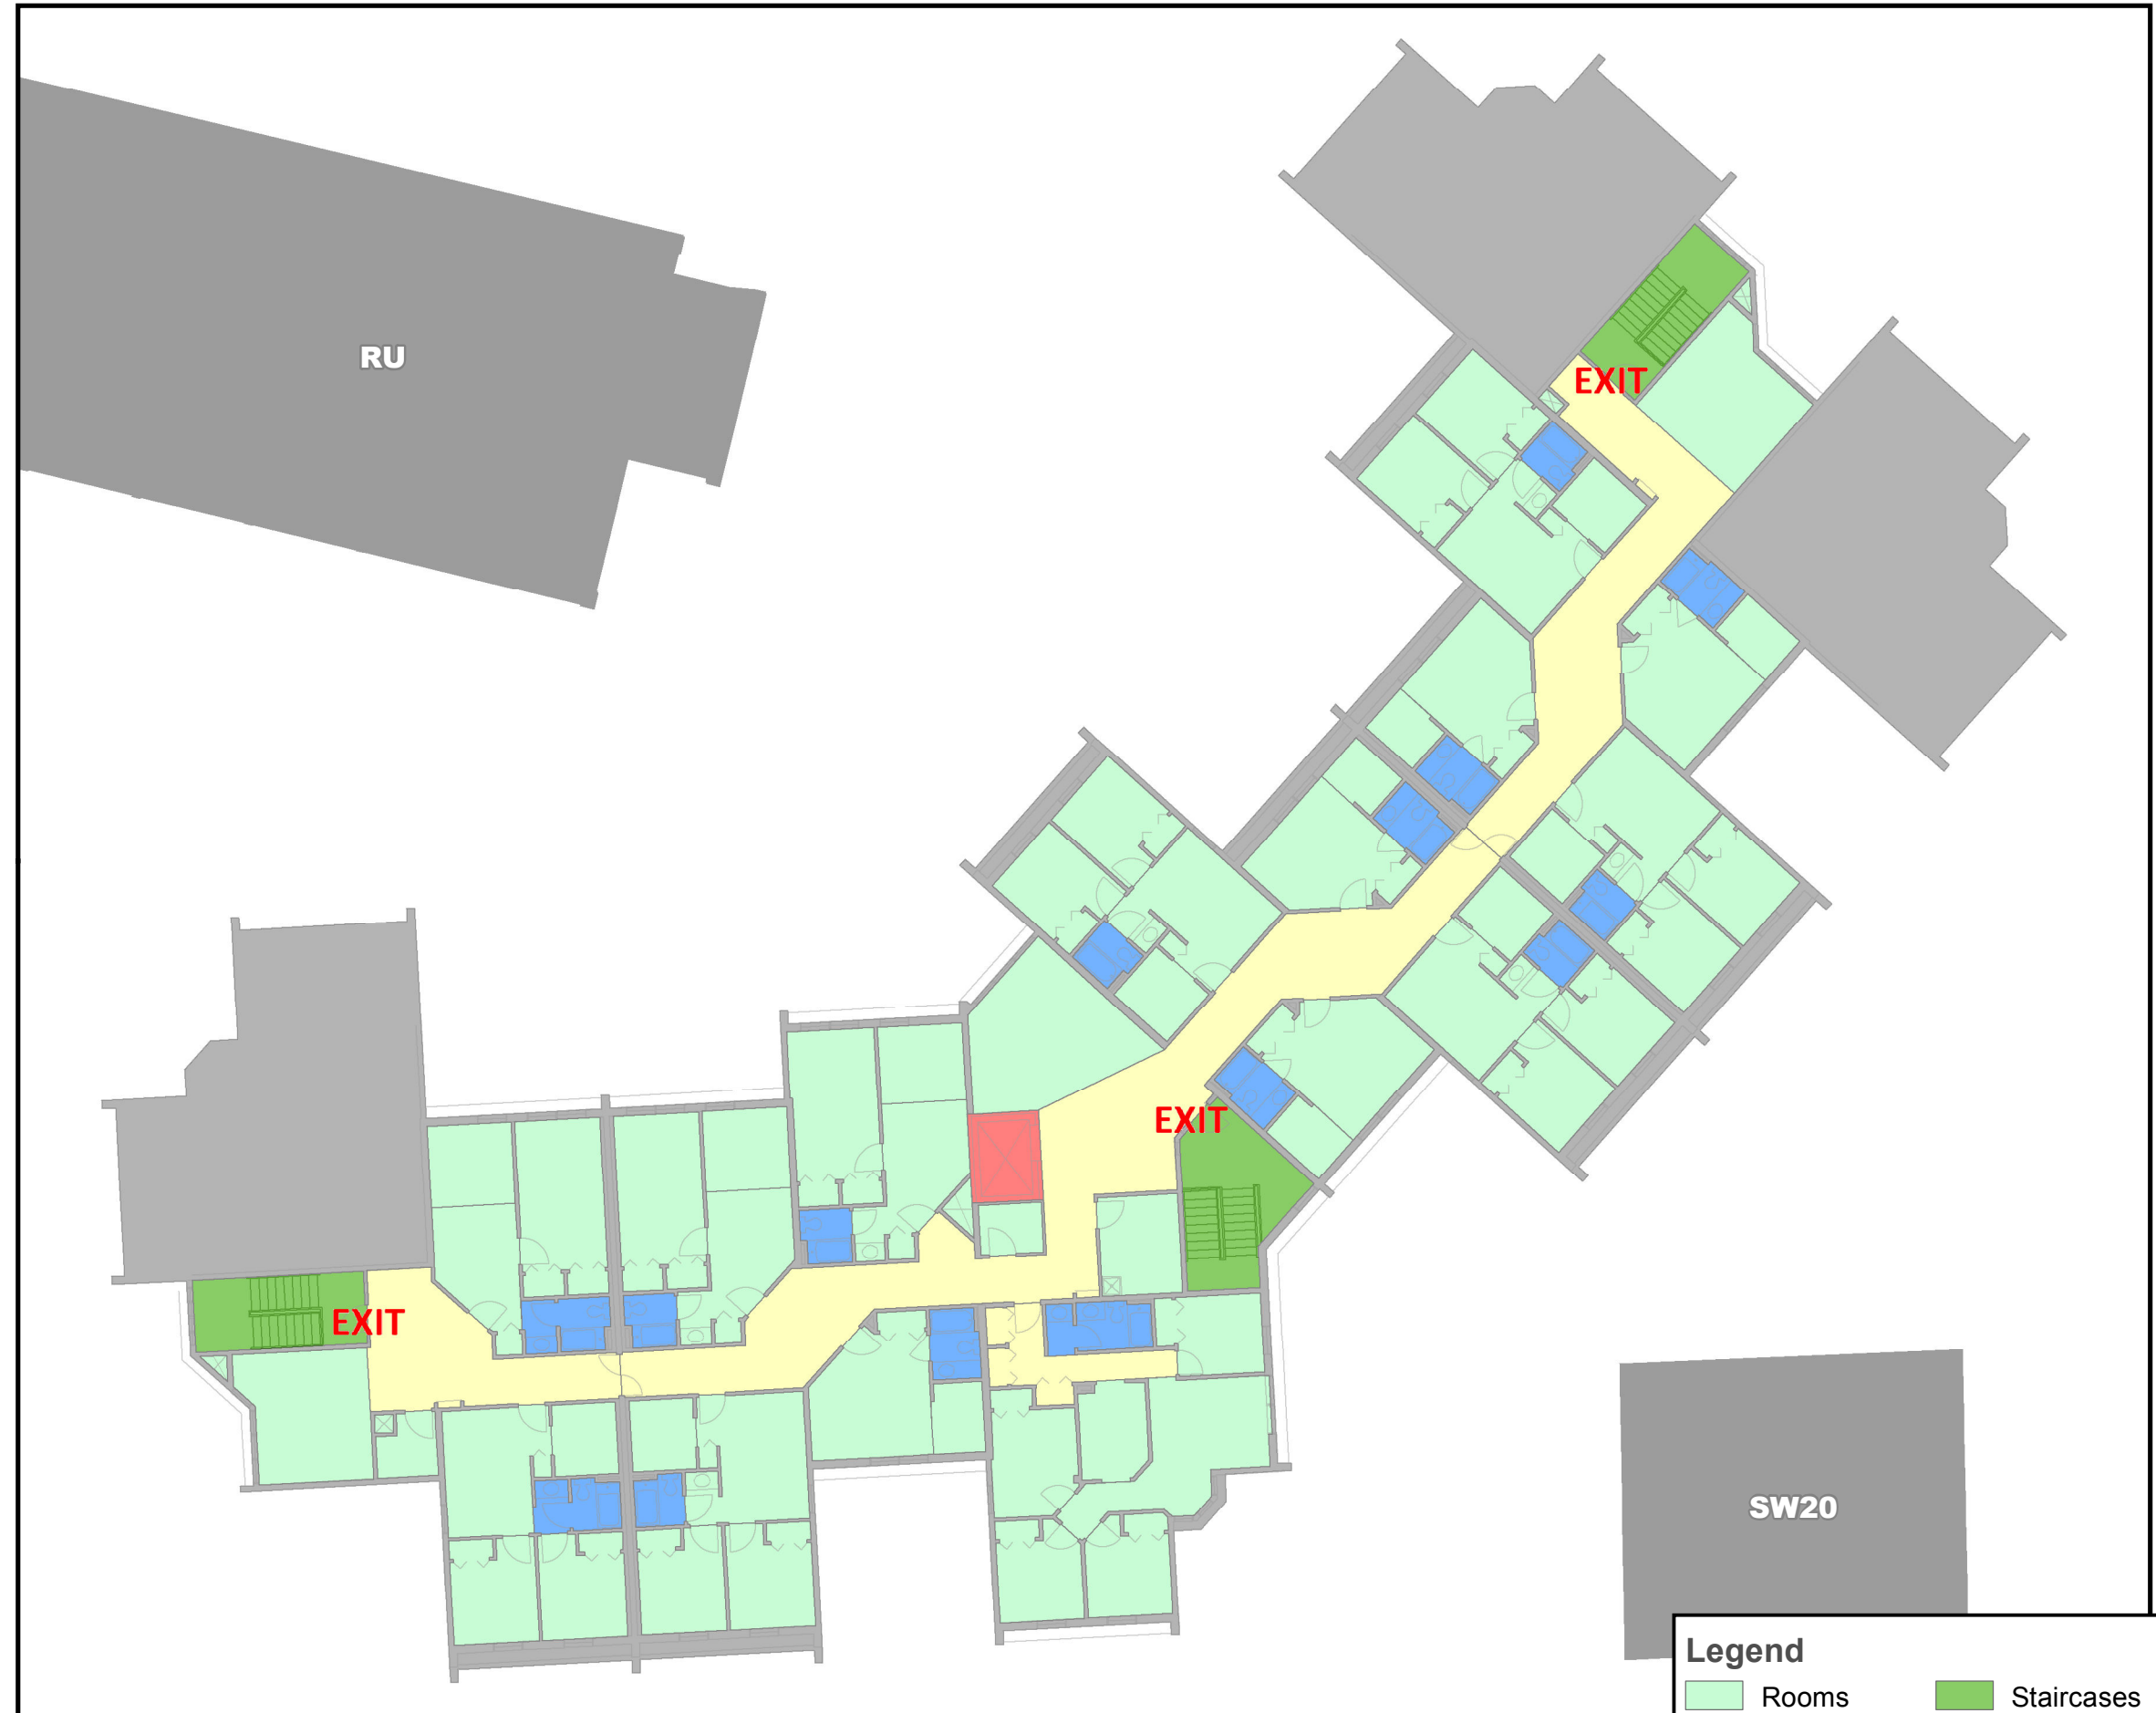 RU
EXIT
EXIT
EXIT
SW20
Legend
Rooms
Staircases